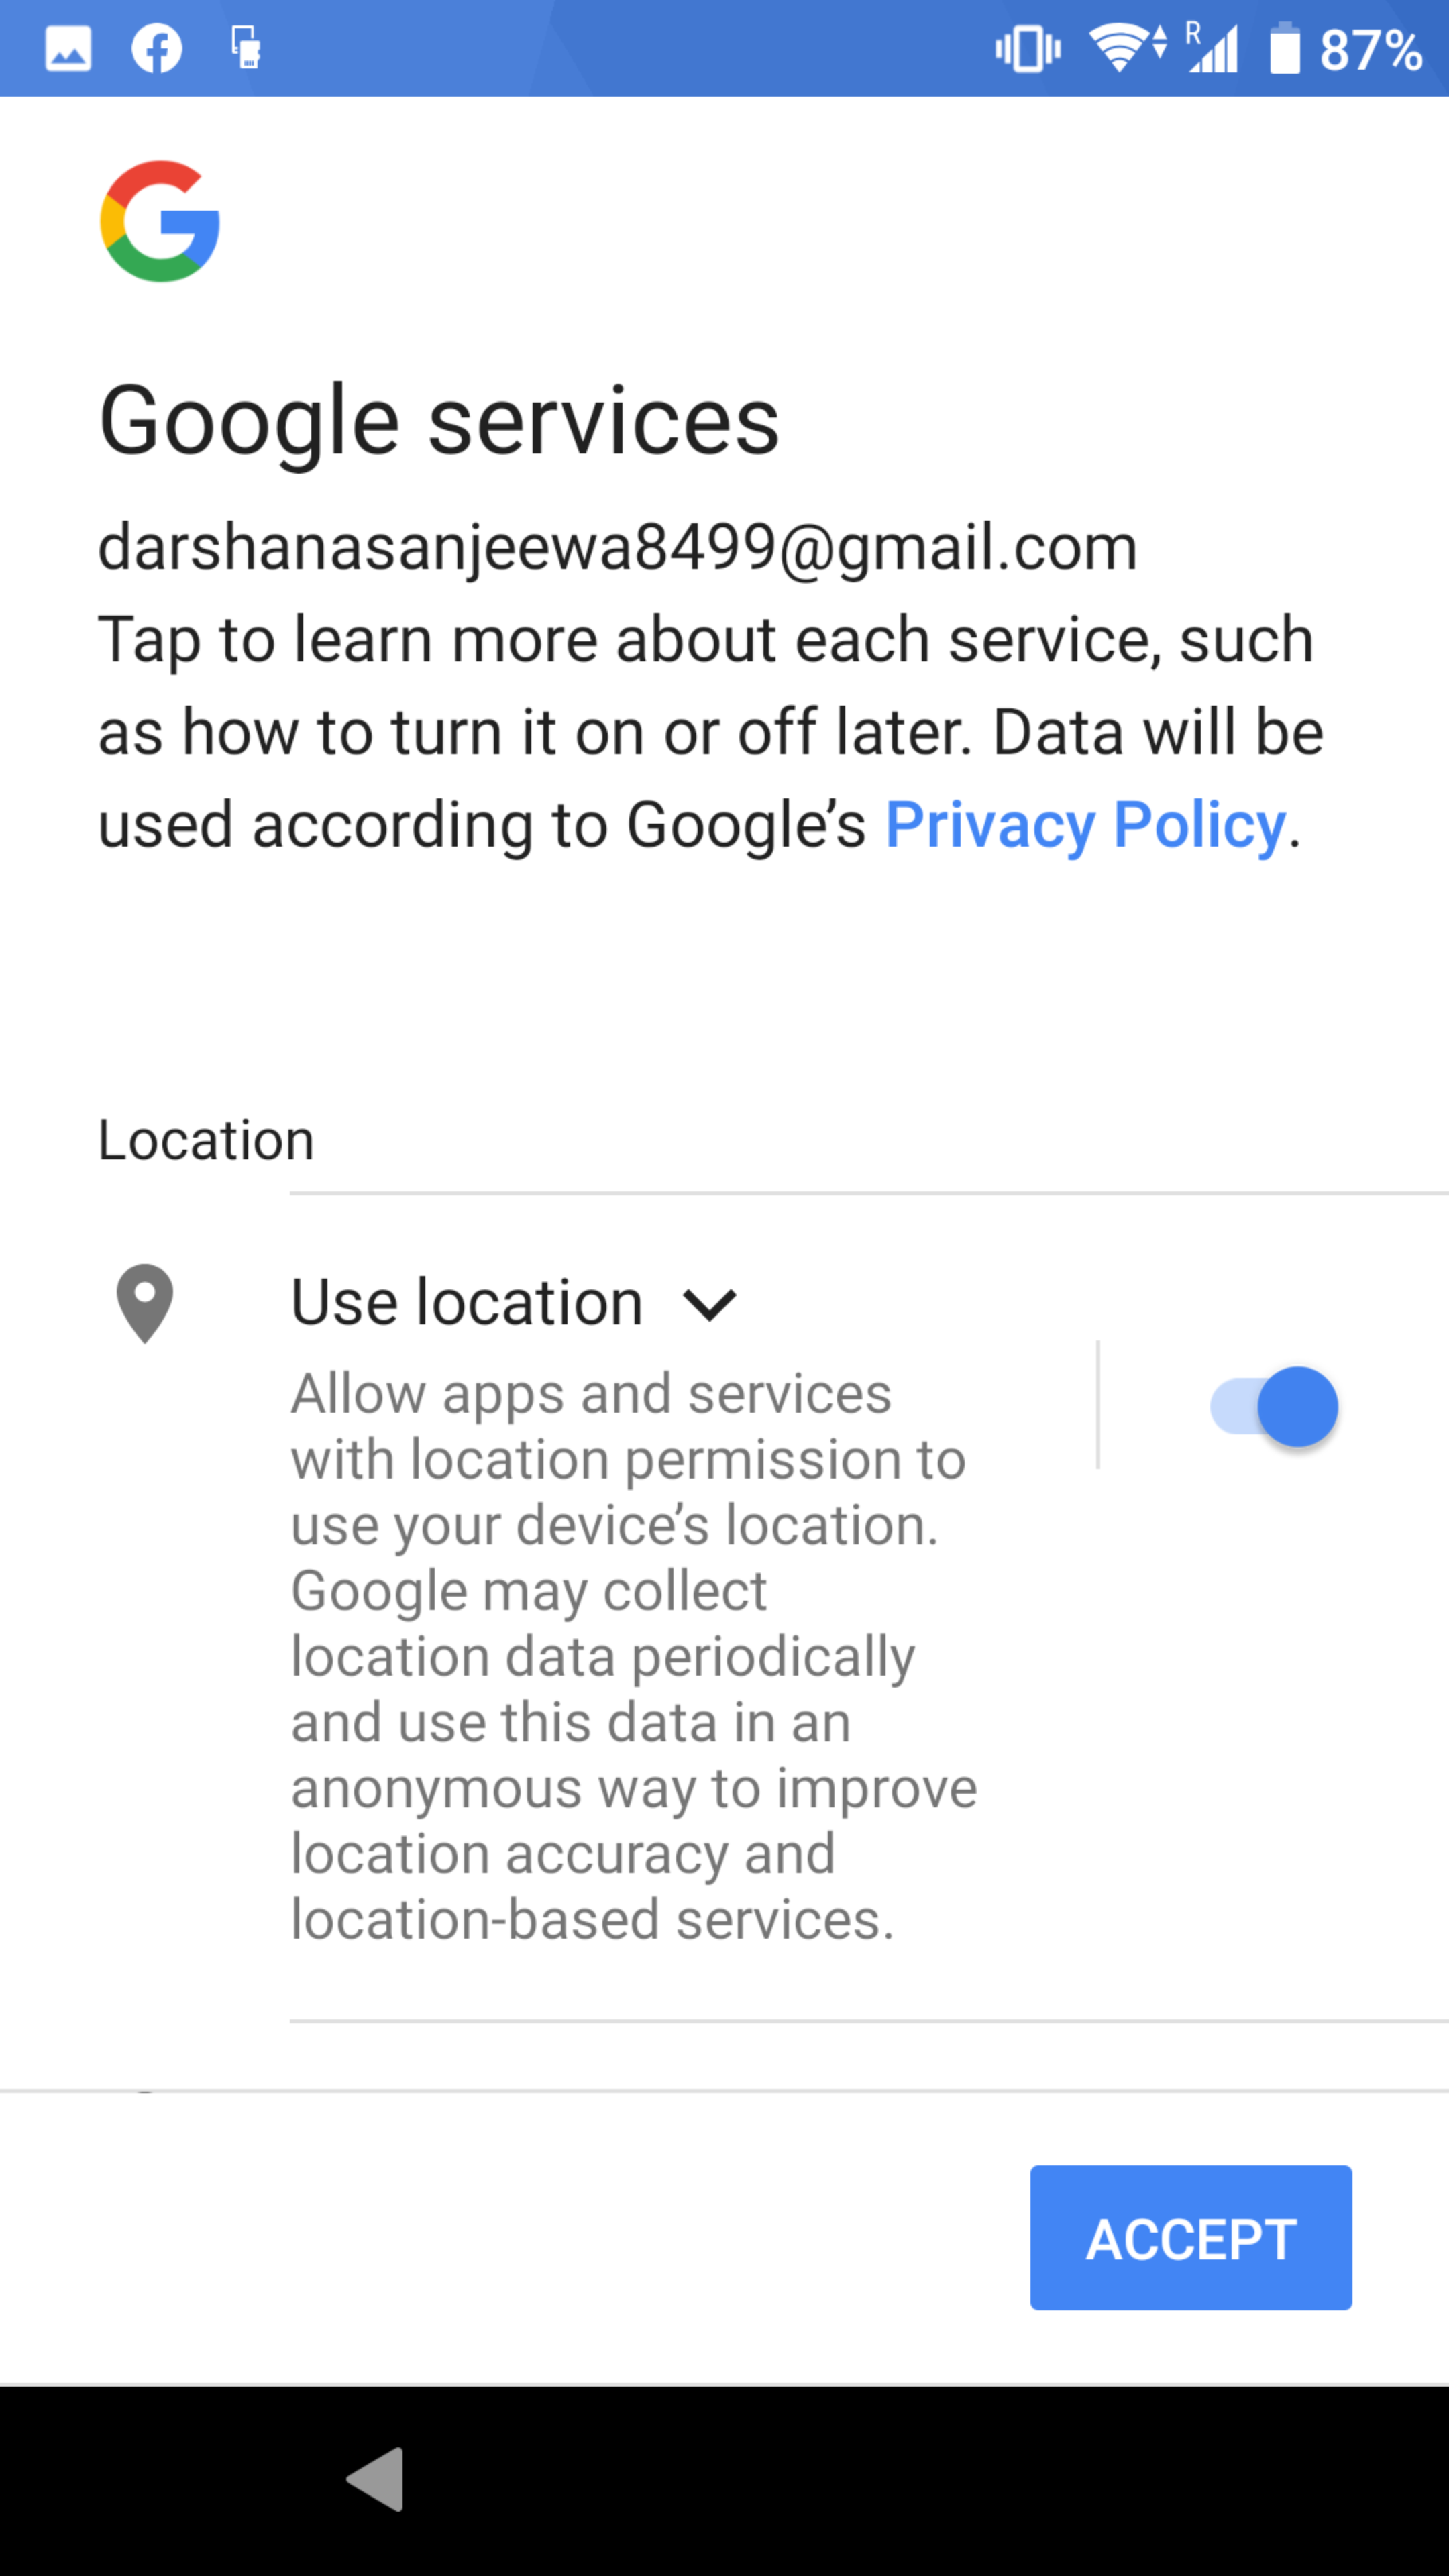 R 87%
Google services
darshanasanjeewa8499@gmail.com
Tap to learn more about each service, such
as how to turn it on or off later. Data will be
used according to Google’s Privacy Policy.
Location
Use location
Allow apps and services
with location permission to
use your device’s location.
Google may collect
location data periodically
and use this data in an
anonymous way to improve
location accuracy and
location-based services.
ACCEPT